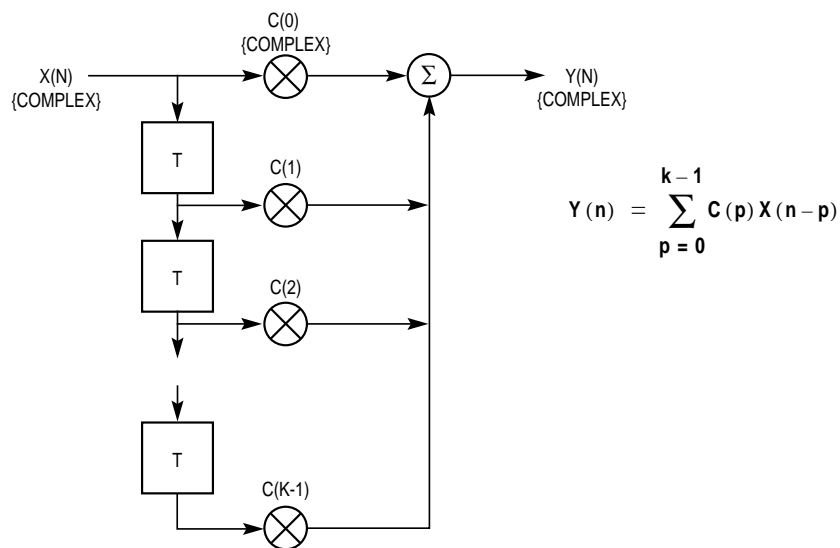 C(0)
{COMPLEX}
X(N)
{COMPLEX}
Σ
Y(N)
{COMPLEX}
T
C(1)
k – 1
Y (n) = ∑ C (p) X (n – p)
p = 0
T
C(2)
T
C(K-1)